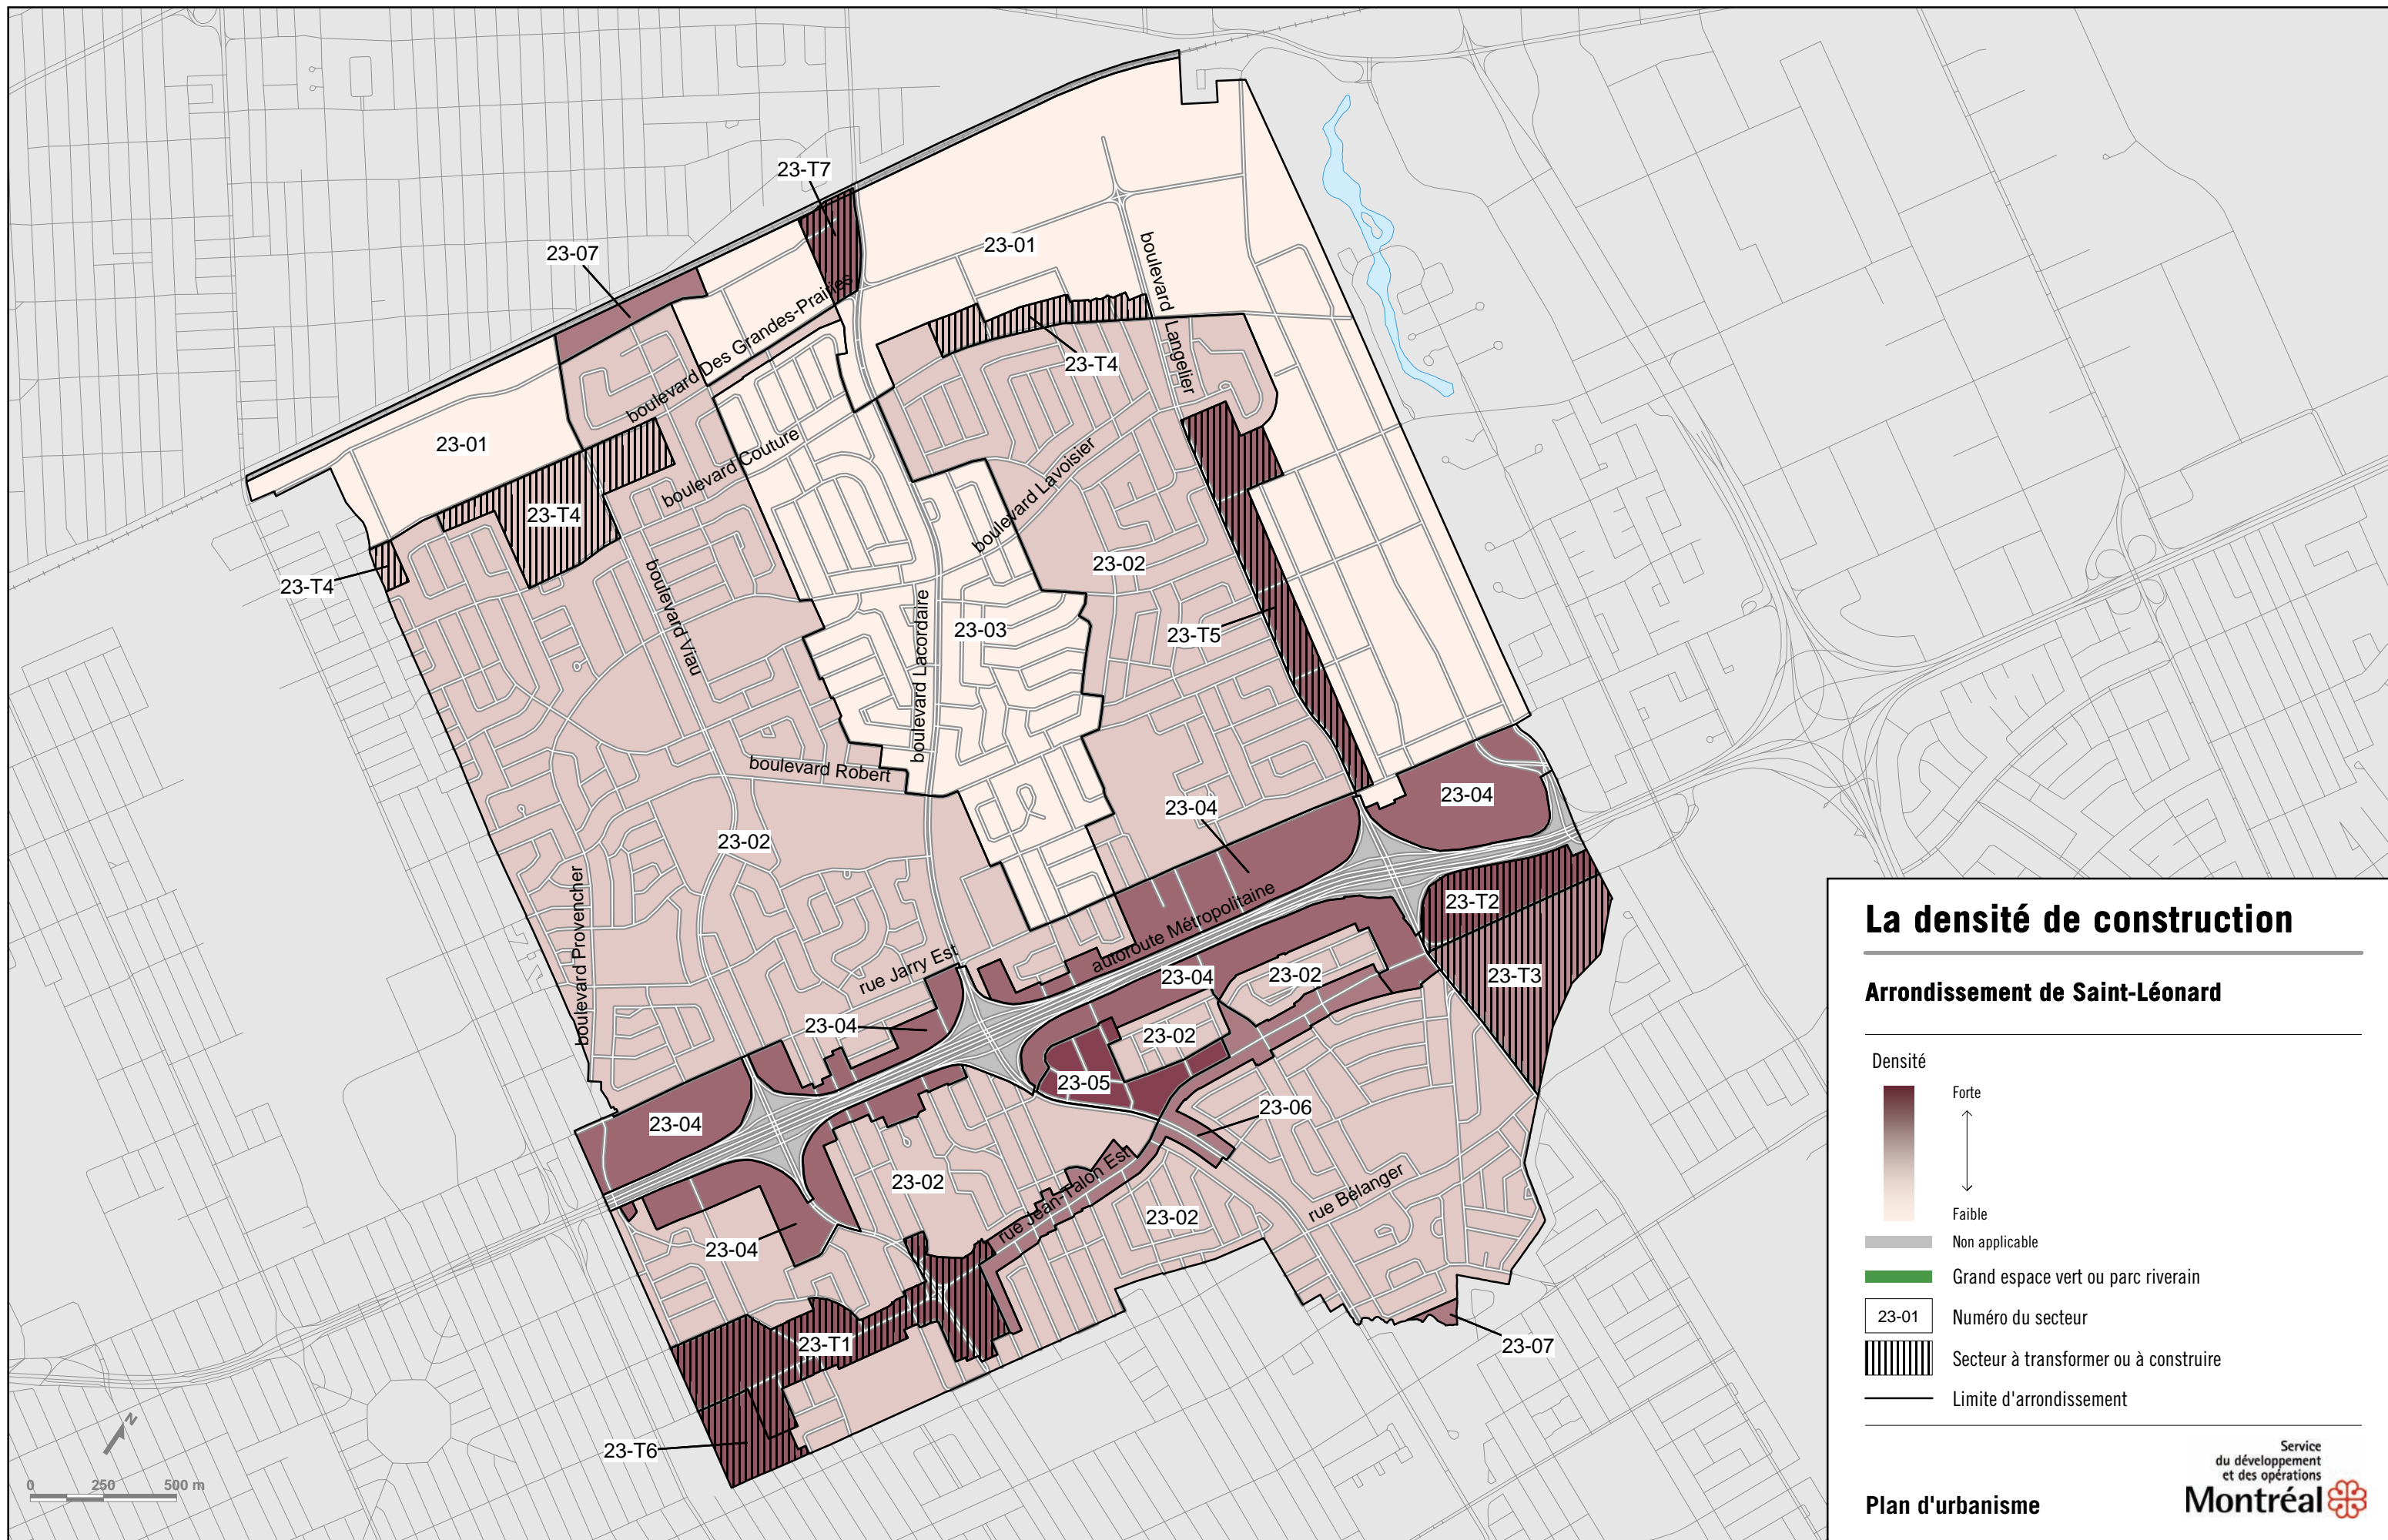 23-T7
23-07
23-01
boulevard Langelier
boulevard Des Grandes-Prairies
23-T4
23-01
boulevard Couture
boulevard Lavoisier
23-T4
23-02
23-T4
boulevard Viau
boulevard Lacordaire
23-03
23-T5
boulevard Robert
23-04
23-04
23-02
boulevard Provencher
autoroute Métropolitaine
23-T2
rue Jarry Est
23-04
23-02
23-T3
23-04
23-02
23-05
23-04
23-06
23-02
rue Jean-Talon Est
rue Bélanger
23-02
23-04
23-T1
23-07
23-T6
N
0 250 500 m
La densité de construction
Arrondissement de Saint-Léonard
Densité
Forte
Faible
Non applicable
Grand espace vert ou parc riverain
23-01 Numéro du secteur
Secteur à transformer ou à construire
Limite d'arrondissement
Service
du développement
et des opérations
Montréal
Plan d'urbanisme